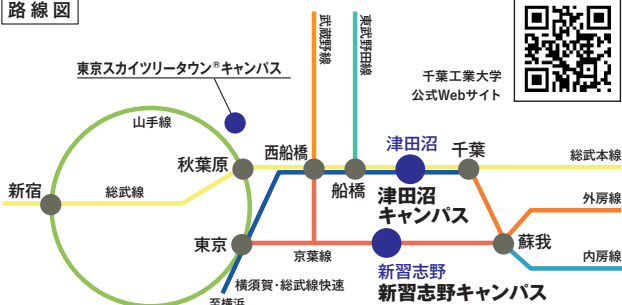 路線図
東京スカイツリータウン®キャンパス
山手線
武蔵野線
東武野田線
千葉工業大学
公式Webサイト
秋葉原
西船橋
津田沼
千葉
総武本線
新宿
総武線
船橋
津田沼
キャンパス
外房線
東京
京葉線
蘇我
新習志野
内房線
横須賀・総武線快速
新習志野キャンパス
至横浜